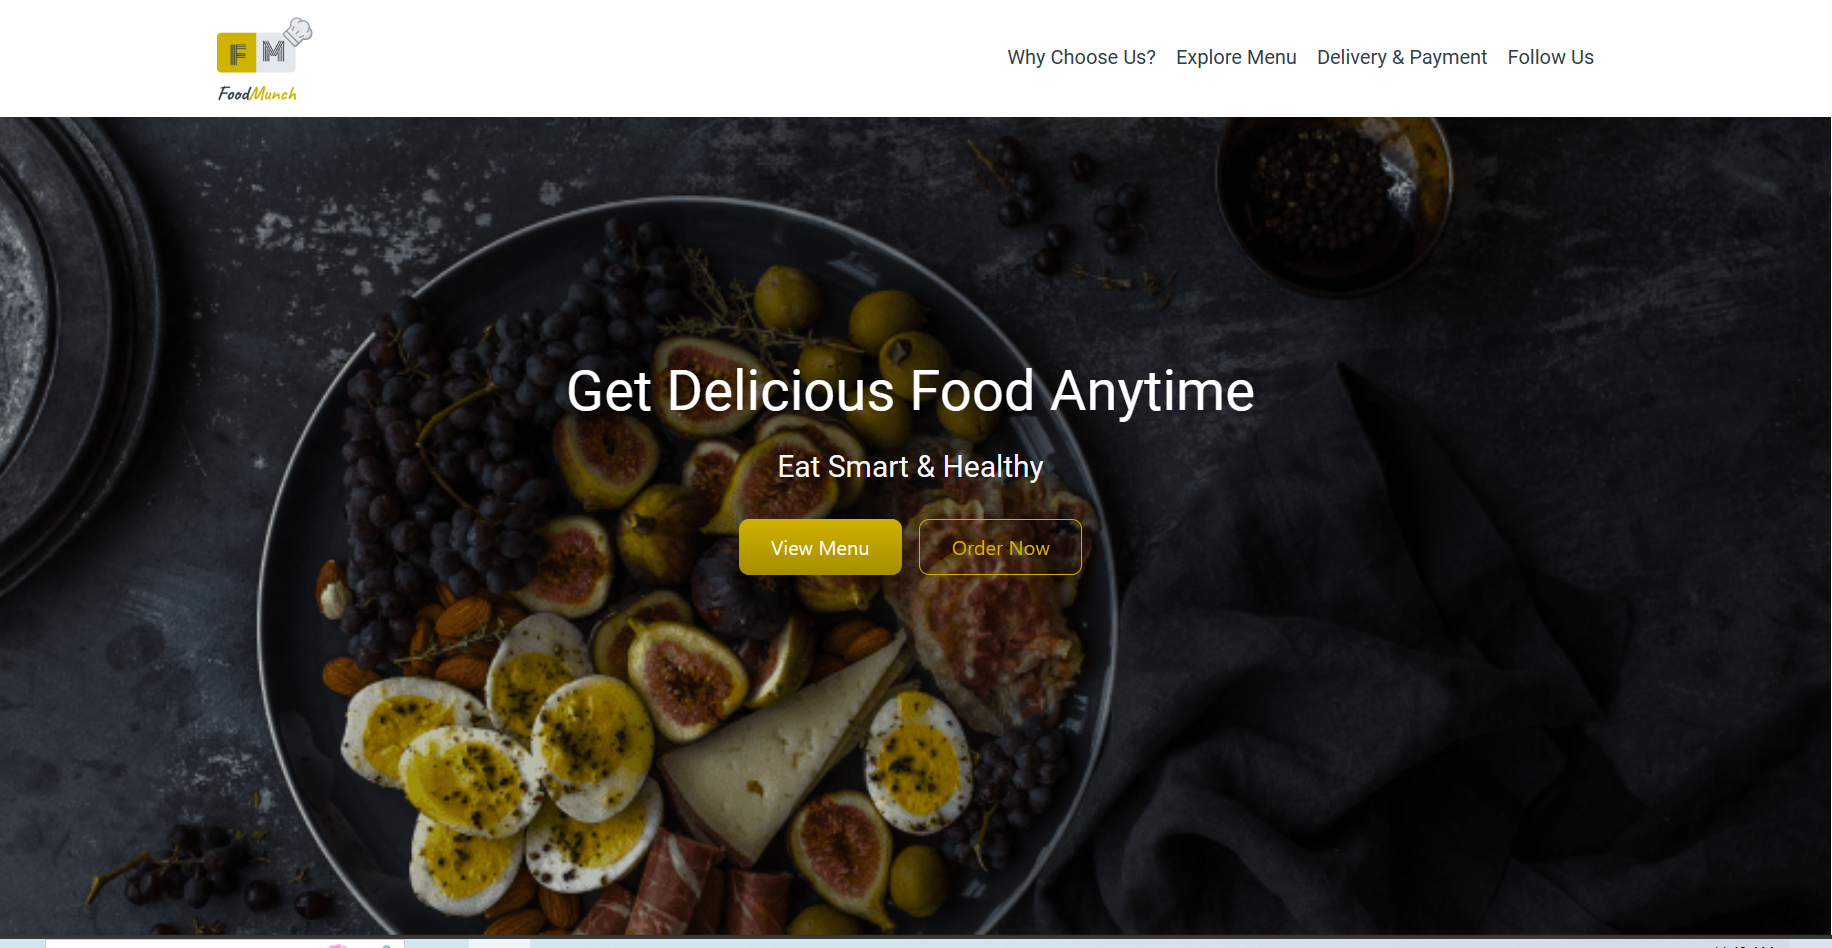 F M
FoodMunch
Why Choose Us? Explore Menu Delivery & Payment Follow Us
Get Delicious Food Anytime
Eat Smart & Healthy
View Menu Order Now